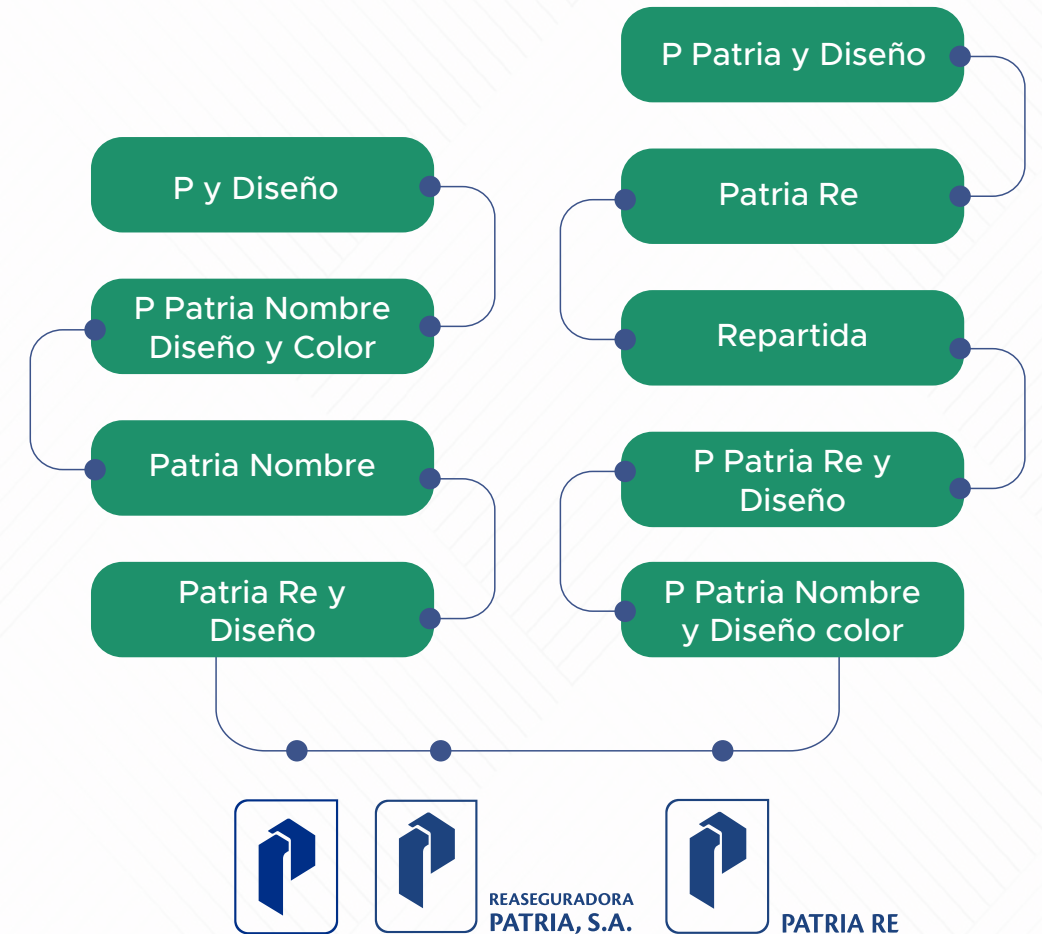 P y Diseño
P Patria Nombre
Diseño y Color
Patria Nombre
Patria Re y
Diseño
P Patria y Diseño
Patria Re
Repartida
P Patria Re y
Diseño
P Patria Nombre
y Diseño color
REASEGURADORA
PATRIA, S.A.
PATRIA RE